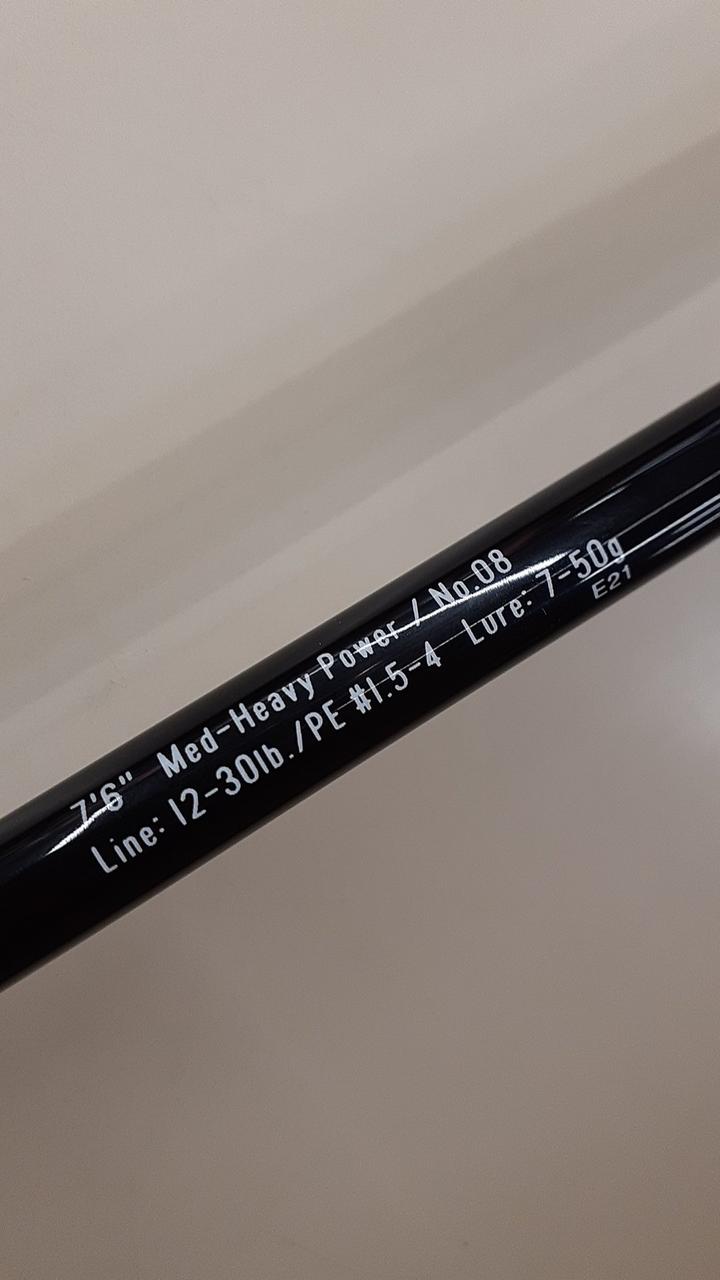 7'6" Med-Heavy Power / No.08
Line: 12-30lb./PE #1.5-4 Lure: 7-50g
E21